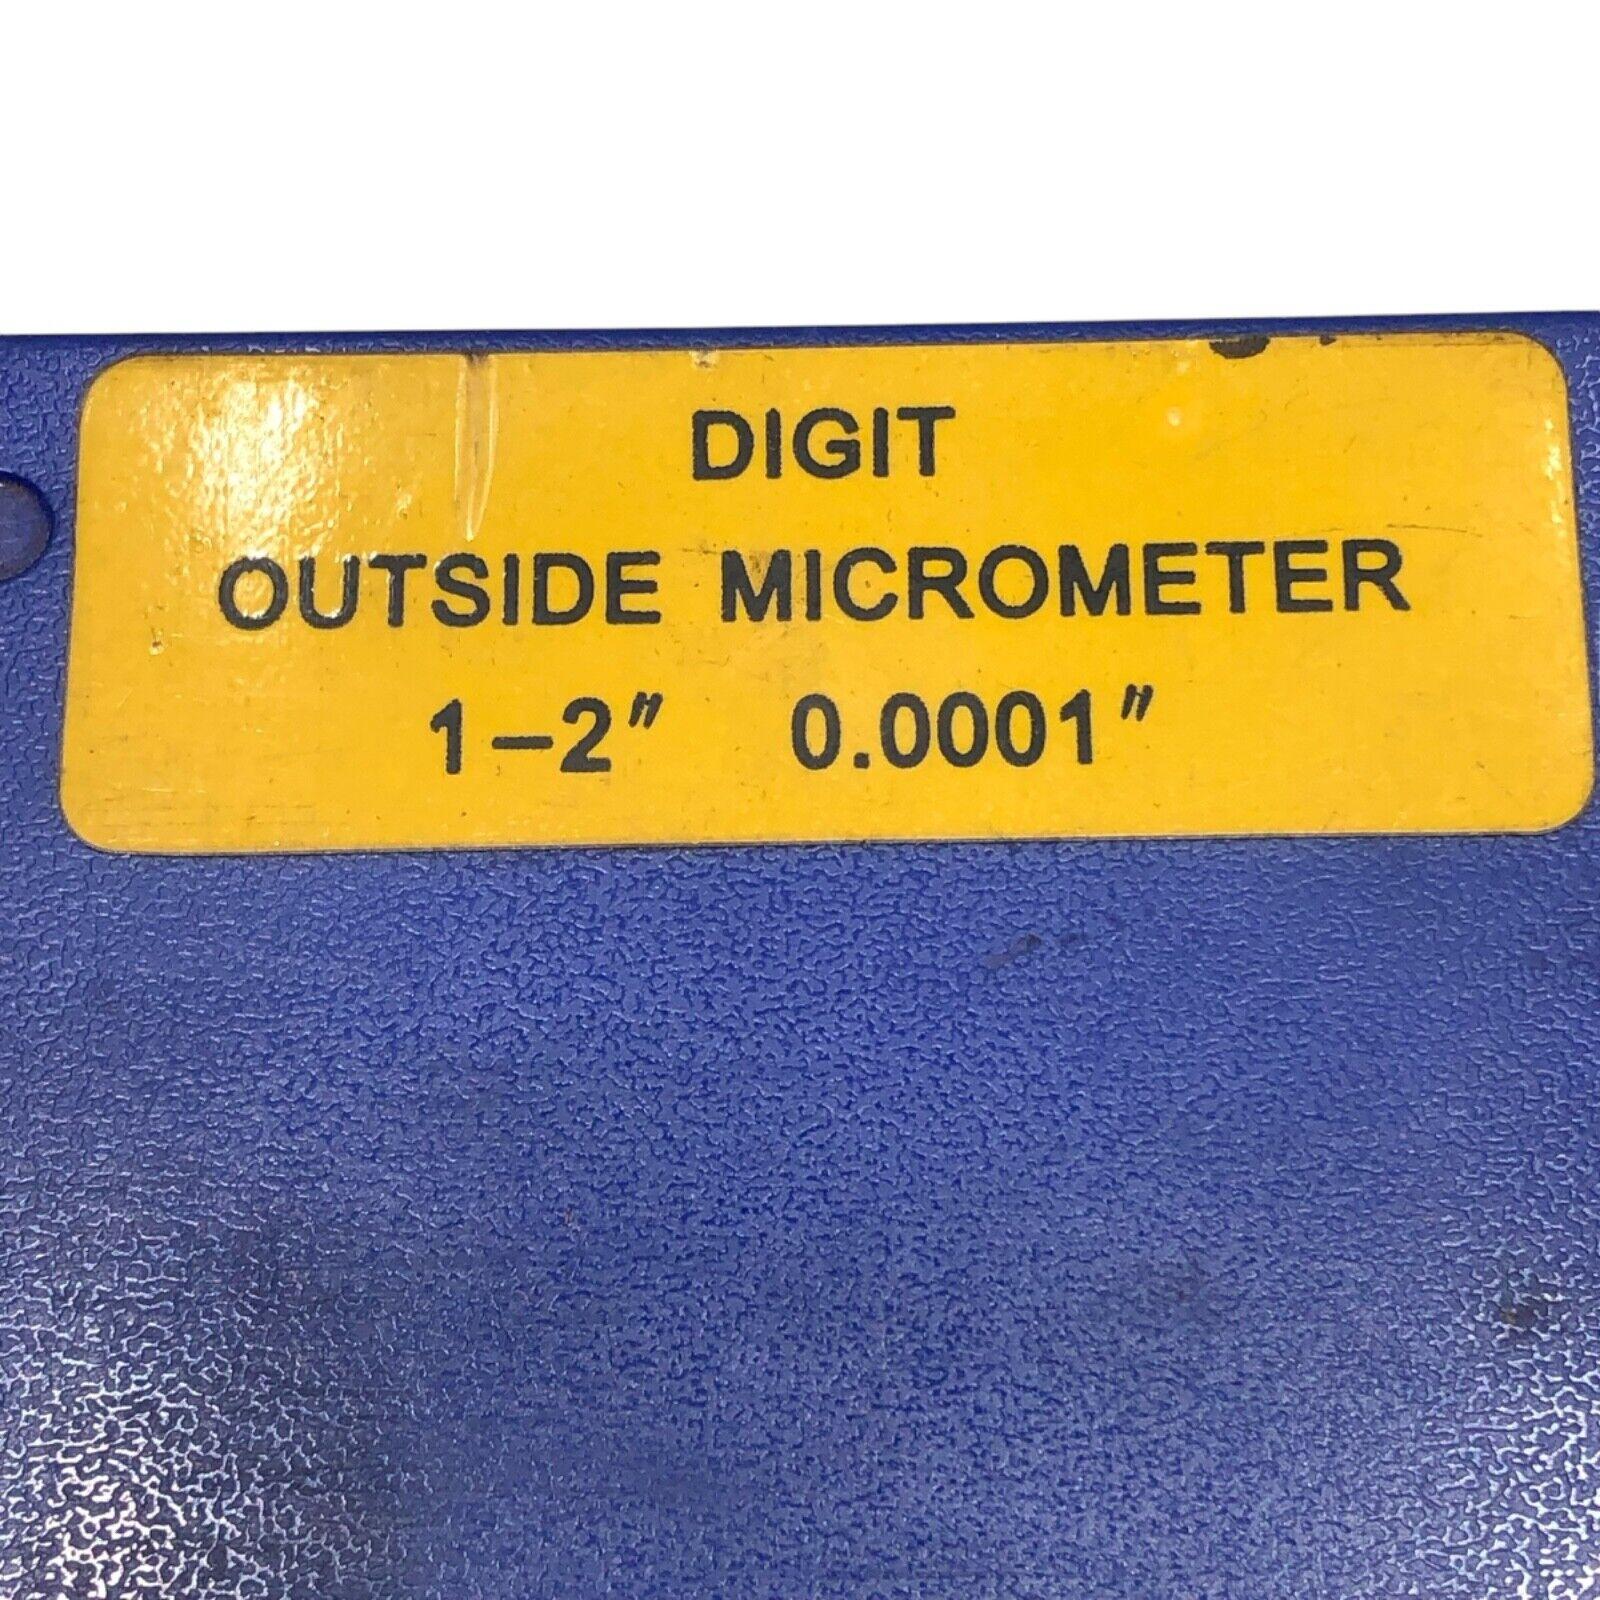 DIGIT
OUTSIDE MICROMETER
1–2" 0.0001"